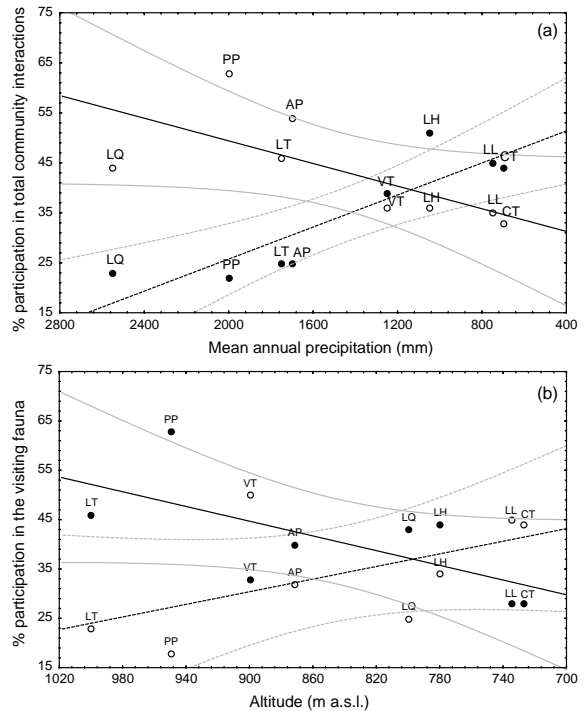 75
(a)
PP
65
% participation in total community interactions
AP
55
LH
LT
LQ
LL
CT
45
VT
VT
LH
LL
CT
35
LT AP
LQ
PP
25
15
2800 2400 2000 1600 1200 800 400
Mean annual precipitation (mm)
75
(b)
% participation in the visiting fauna
PP
65
55
VT
LT
LQ LH LL CT
45
AP
VT
AP
LH
35
LL CT
LT
LQ
25
PP
15
1020 980 940 900 860 820 780 740 700
Altitude (m a.s.l.)